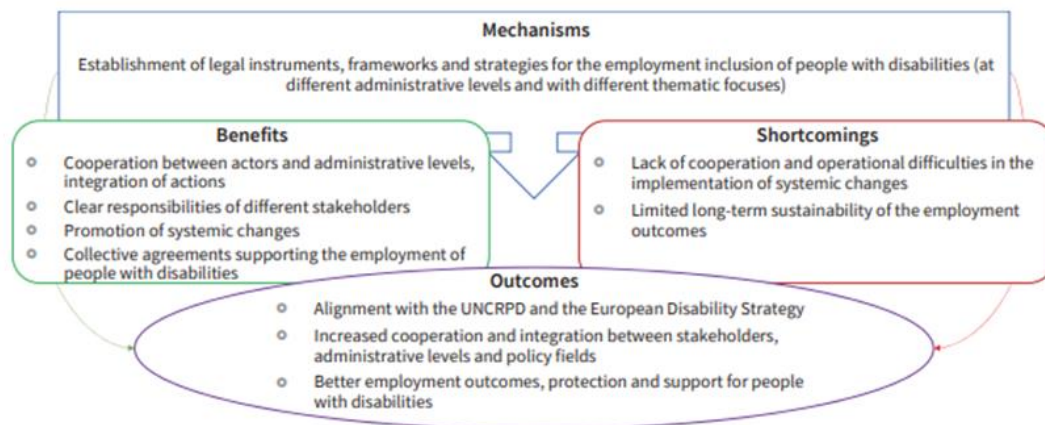 Mechanisms
Establishment of legal instruments, frameworks and strategies for the employment inclusion of people with disabilities (at
different administrative levels and with different thematic focuses)
Benefits
Cooperation between actors and administrative levels,
integration of actions
Clear responsibilities of different stakeholders
Promotion of systemic changes
Collective agreements supporting the employment of
people with disabilities
Shortcomings
Lack of cooperation and operational difficulties in the
implementation of systemic changes
Limited long-term sustainability of the employment
outcomes
Outcomes
Alignment with the UNCRPD and the European Disability Strategy
Increased cooperation and integration between stakeholders,
administrative levels and policy fields
Better employment outcomes, protection and support for people
with disabilities